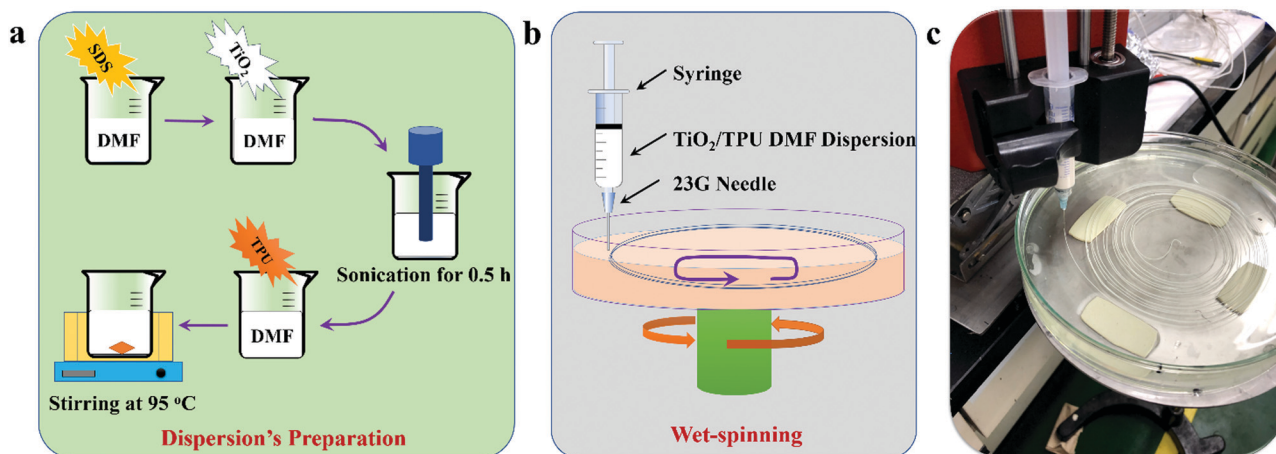 a
SDS
DMF
TiO₂
DMF
Sonication for 0.5 h
TPU
DMF
Stirring at 95 °C
Dispersion's Preparation
b
Syringe
TiO₂/TPU DMF Dispersion
23G Needle
Wet-spinning
c